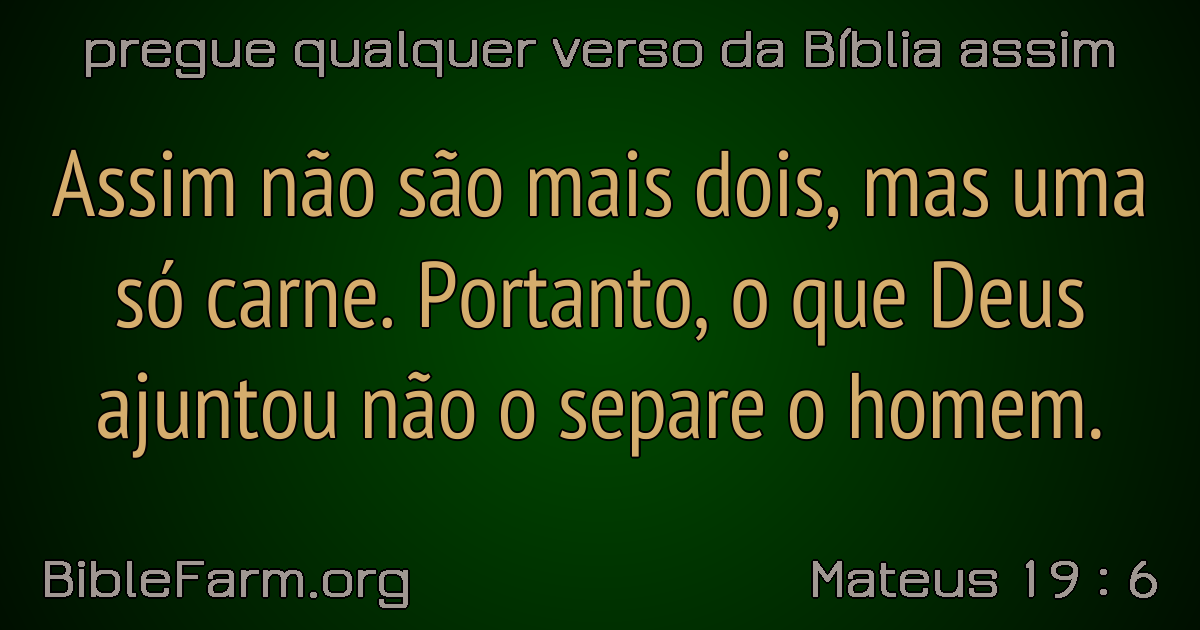 pregue qualquer verso da Bíblia assim
Assim não são mais dois, mas uma
só carne. Portanto, o que Deus
ajuntou não o separe o homem.
BibleFarm.org
Mateus 19 : 6